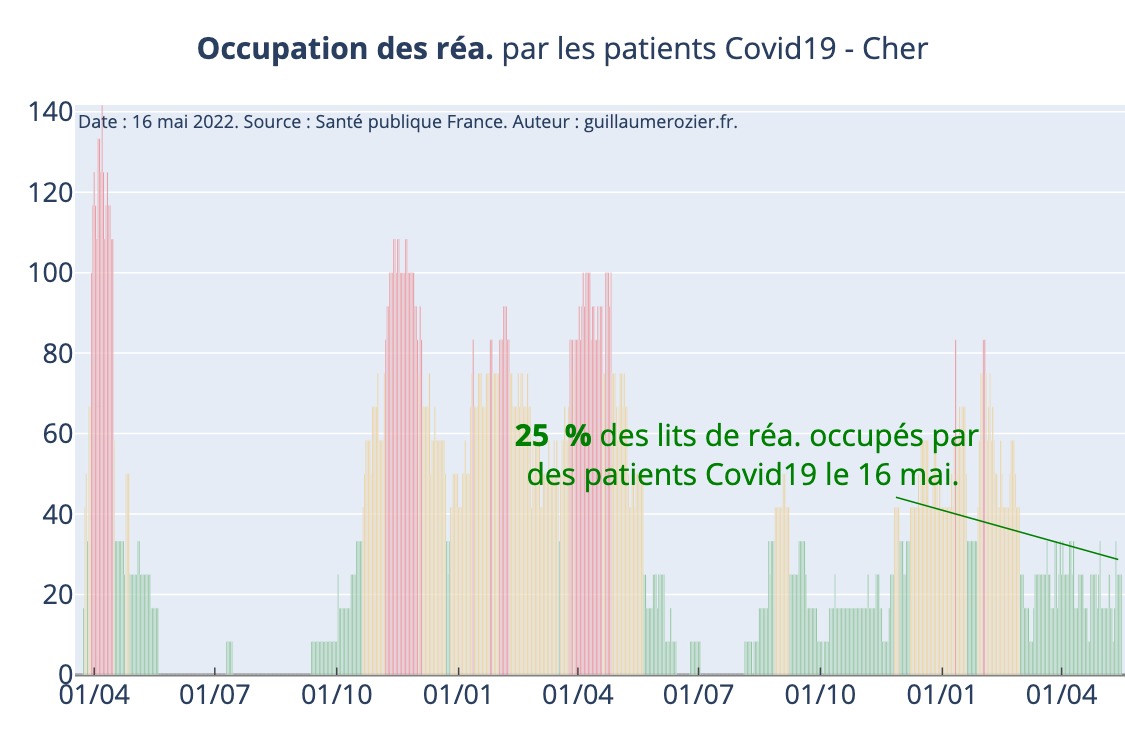 Occupation des réa. par les patients Covid19 - Cher
140
Date : 16 mai 2022. Source : Santé publique France. Auteur : guillaumerozier.fr.
120
100
80
60
25 % des lits de réa. occupés par
des patients Covid19 le 16 mai.
40
20
0
01/04 01/07 01/10 01/01 01/04 01/07 01/10 01/01 01/04